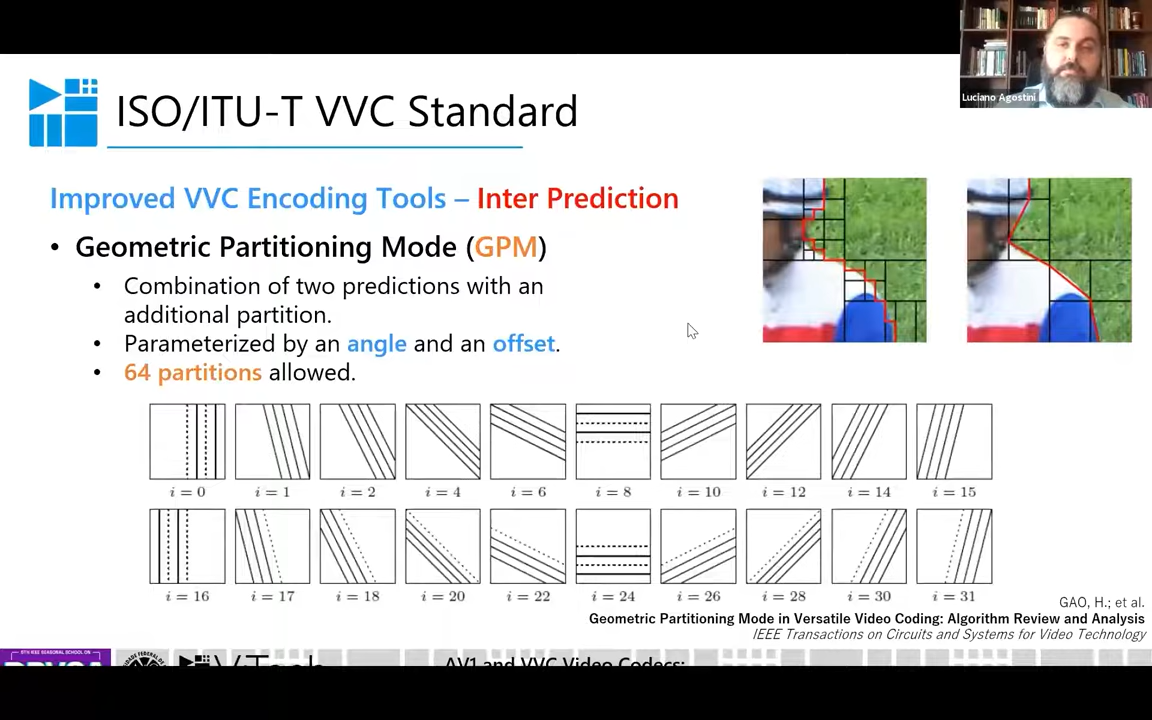 Luciano Agostini
ISO/ITU-T VVC Standard
Improved VVC Encoding Tools – Inter Prediction
• Geometric Partitioning Mode (GPM)
• Combination of two predictions with an
additional partition.
• Parameterized by an angle and an offset.
• 64 partitions allowed.
i = 0 i = 1 i = 2 i = 4 i = 6 i = 8 i = 10 i = 12 i = 14 i = 15
i = 16 i = 17 i = 18 i = 20 i = 22 i = 24 i = 26 i = 28 i = 30 i = 31
GAO, H.; et al.
Geometric Partitioning Mode in Versatile Video Coding: Algorithm Review and Analysis
IEEE Transactions on Circuits and Systems for Video Technology
AV1 and VVC Video Codecs: